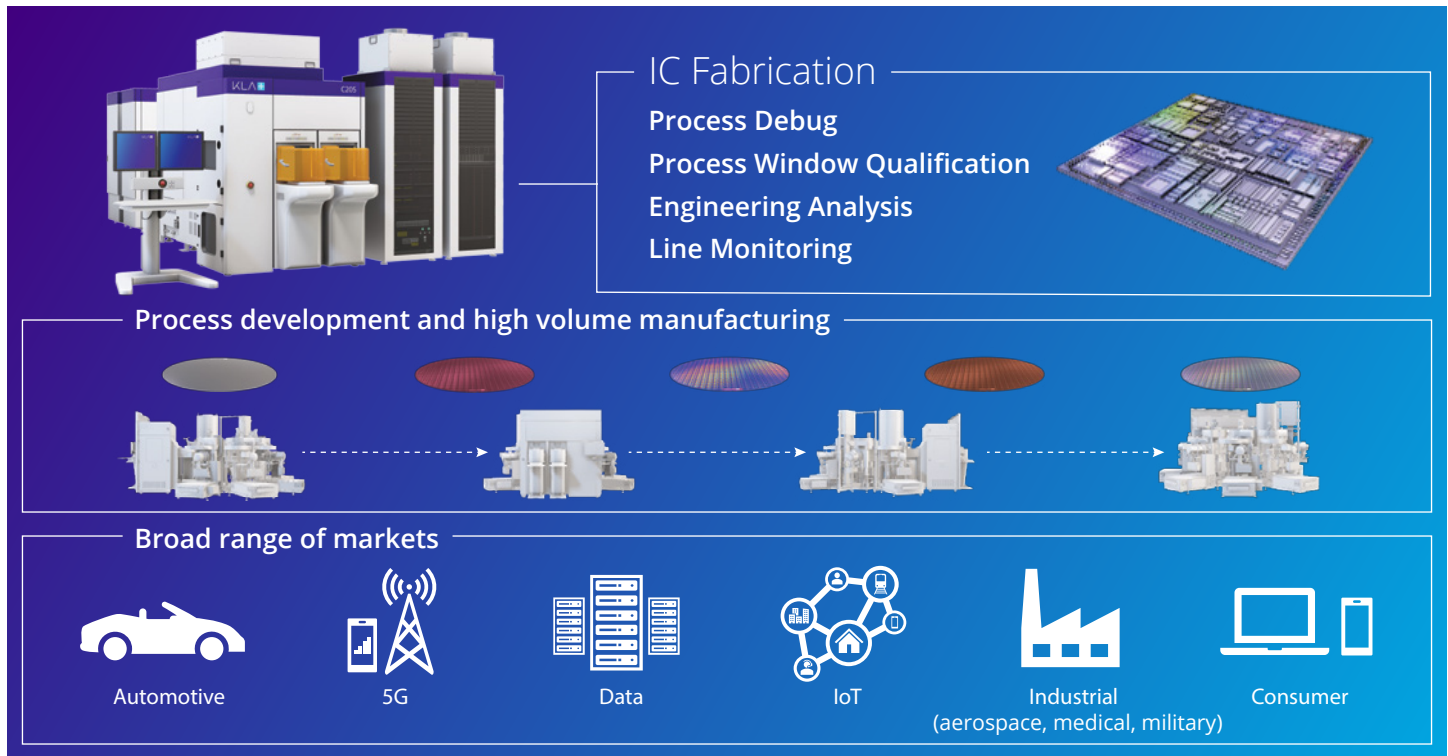 KLA
C205
IC Fabrication
Process Debug
Process Window Qualification
Engineering Analysis
Line Monitoring
Process development and high volume manufacturing
Broad range of markets
Automotive
5G
Data
IoT
Industrial
(aerospace, medical, military)
Consumer